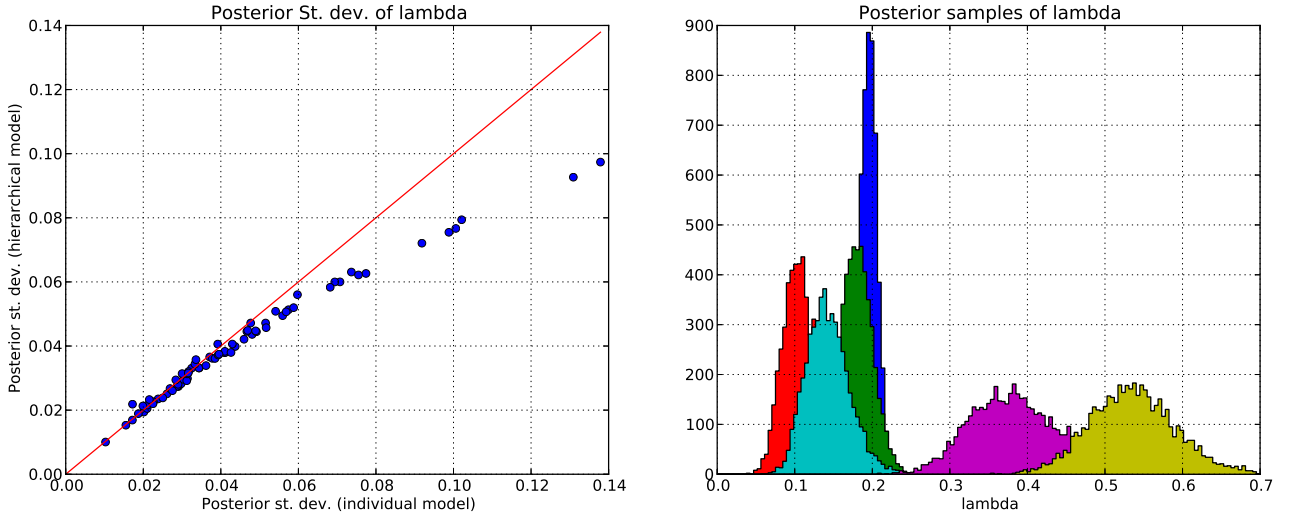 Posterior St. dev. of lambda
0.14
0.12
0.10
0.08
0.06
0.04
0.02
0.00
Posterior st. dev. (hierarchical model)
0.00 0.02 0.04 0.06 0.08 0.10 0.12 0.14
Posterior st. dev. (individual model)
Posterior samples of lambda
900
800
700
600
500
400
300
200
100
0
0.0 0.1 0.2 0.3 0.4 0.5 0.6 0.7
lambda